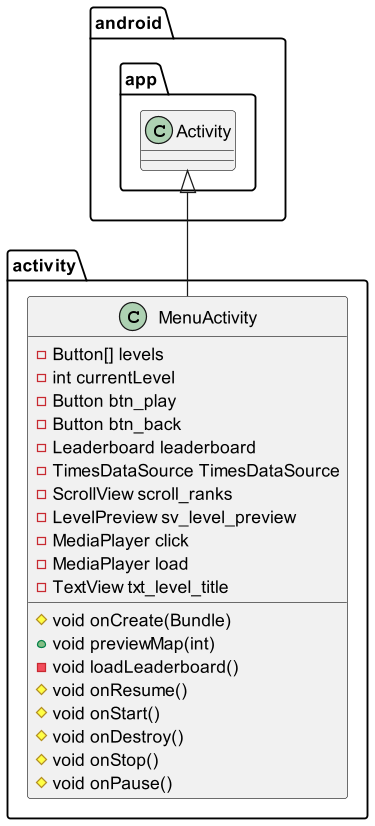 android
app
C Activity
activity
C MenuActivity
Button[] levels
int currentLevel
Button btn_play
Button btn_back
Leaderboard leaderboard
TimesDataSource TimesDataSource
ScrollView scroll_ranks
LevelPreview sv_level_preview
MediaPlayer click
MediaPlayer load
TextView txt_level_title
void onCreate(Bundle)
void previewMap(int)
void loadLeaderboard()
void onResume()
void onStart()
void onDestroy()
void onStop()
void onPause()